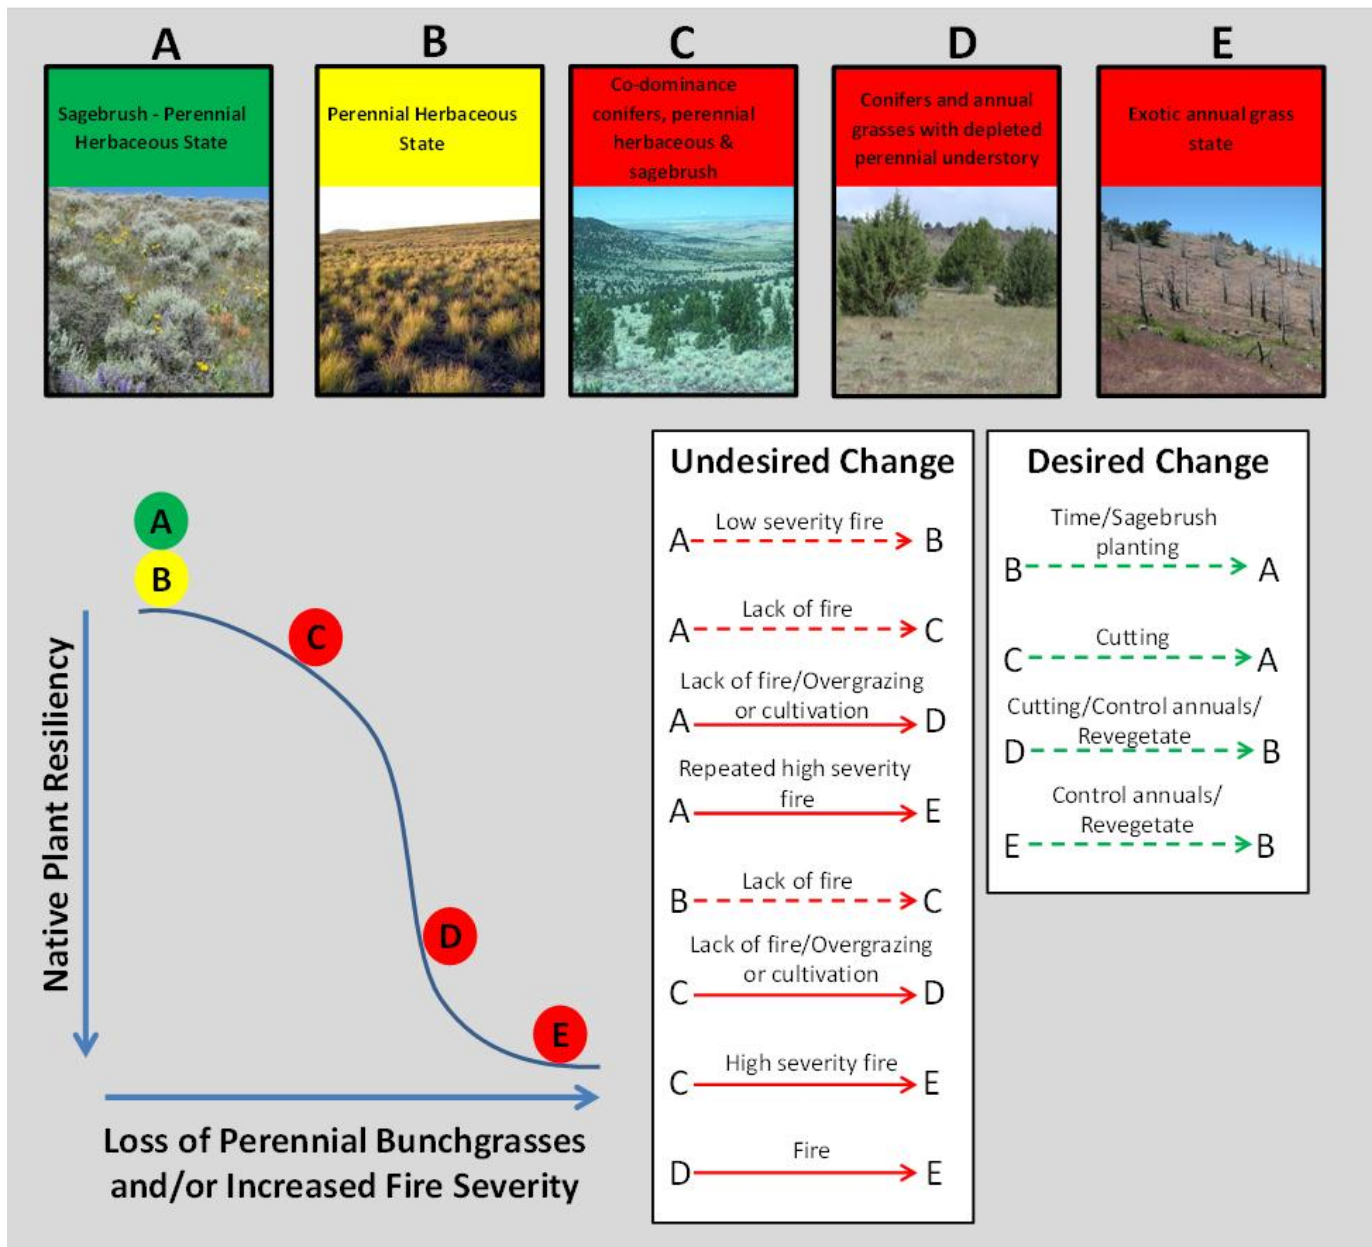 A
B
C
D
E
Sagebrush - Perennial
Herbaceous State
Perennial Herbaceous
State
Co-dominance
conifers, perennial
herbaceous &
sagebrush
Conifers and annual
grasses with depleted
perennial understory
Exotic annual grass
state
A
B
C
D
E
Native Plant Resiliency
Loss of Perennial Bunchgrasses
and/or Increased Fire Severity
Undesired Change
Low severity fire
A B
Lack of fire
A C
Lack of fire/Overgrazing
or cultivation
A D
Repeated high severity
fire
A E
Lack of fire
B C
Lack of fire/Overgrazing
or cultivation
C D
High severity fire
C E
Fire
D E
Desired Change
Time/Sagebrush
planting
B A
Cutting
C A
Cutting/Control annuals/
Revegetate
D B
Control annuals/
Revegetate
E B